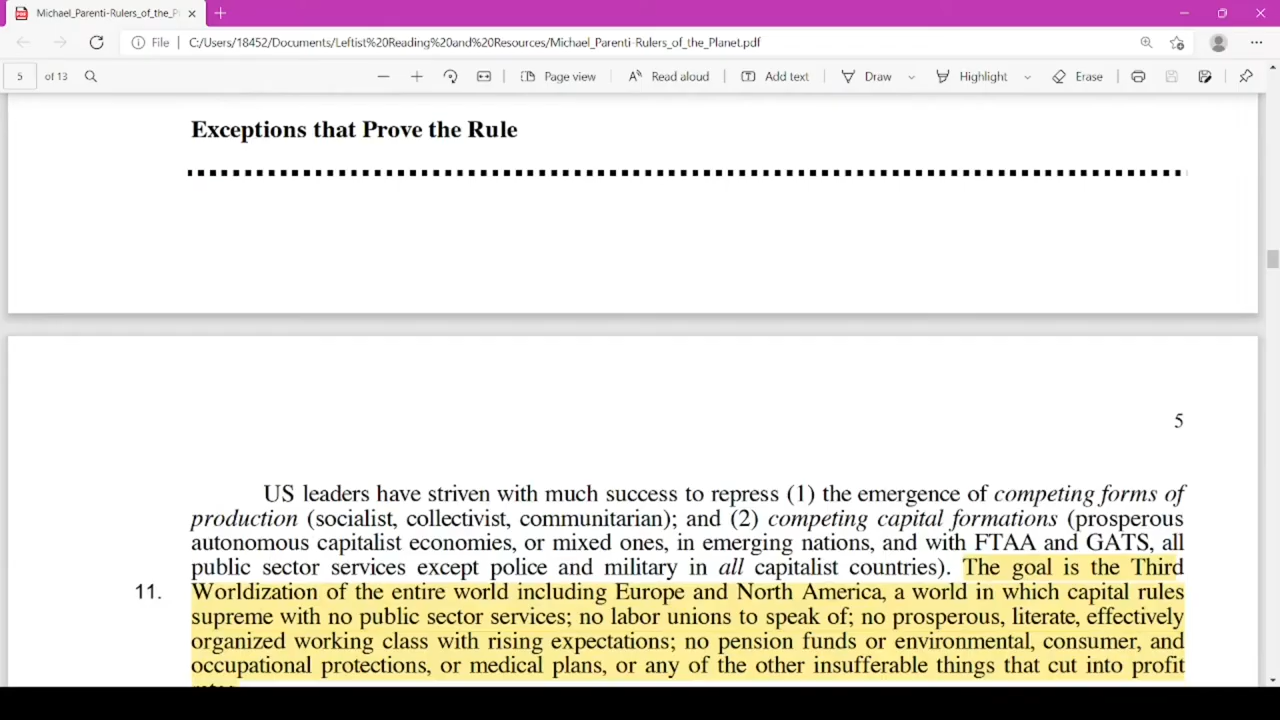 Michael_Parenti-Rulers_of_the_P
File C:/Users/18452/Documents/Leftist%20Reading%20and%20Resources/Michael_Parenti-Rulers_of_the_Planet.pdf
5 of 13 Page view Read aloud Add text Draw Highlight Erase
Exceptions that Prove the Rule
5
US leaders have striven with much success to repress (1) the emergence of competing forms of
production (socialist, collectivist, communitarian); and (2) competing capital formations (prosperous
autonomous capitalist economies, or mixed ones, in emerging nations, and with FTAA and GATS, all
public sector services except police and military in all capitalist countries). The goal is the Third
11. Worldization of the entire world including Europe and North America, a world in which capital rules
supreme with no public sector services; no labor unions to speak of; no prosperous, literate, effectively
organized working class with rising expectations; no pension funds or environmental, consumer, and
occupational protections, or medical plans, or any of the other insufferable things that cut into profit